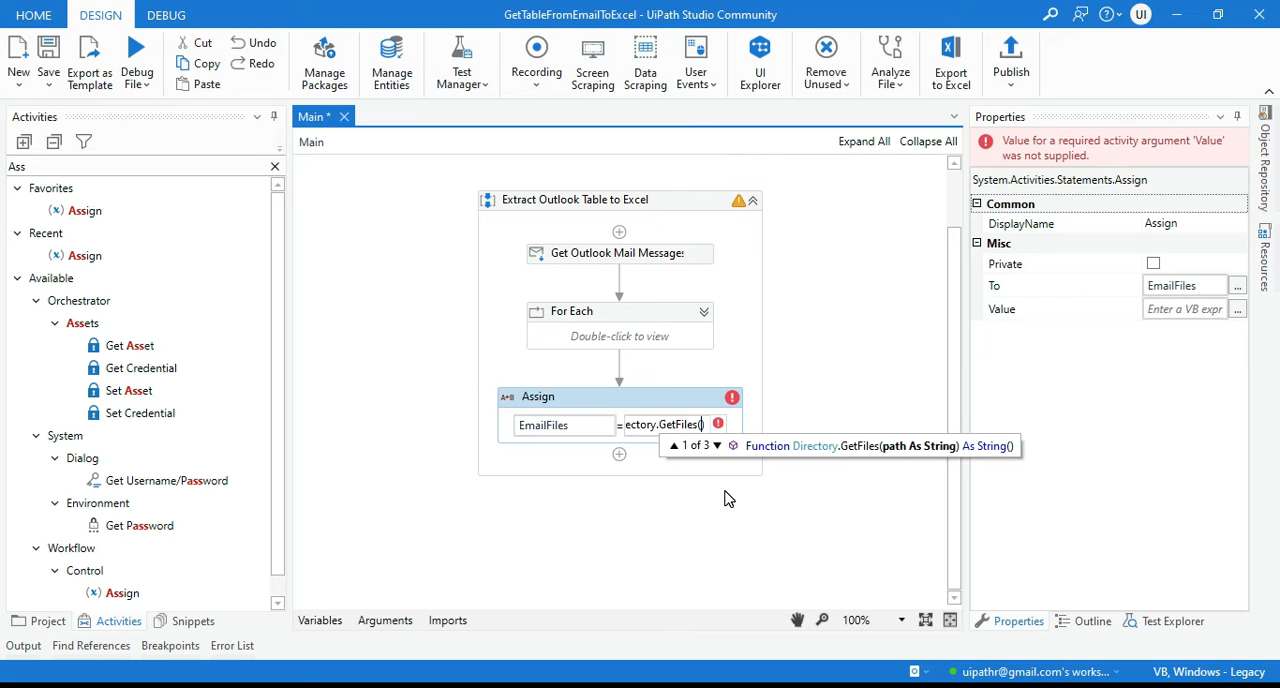 HOME
DESIGN
DEBUG
GetTableFromEmailToExcel - UiPath Studio Community
UI
New
Save
Export as Template
Debug File
Cut
Copy
Paste
Undo
Redo
Manage Packages
Manage Entities
Test Manager
Recording
Screen Scraping
Data Scraping
User Events
UI Explorer
Remove Unused
Analyze File
Export to Excel
Publish
Activities
Ass
Favorites
(x) Assign
Recent
(x) Assign
Available
Orchestrator
Assets
Get Asset
Get Credential
Set Asset
Set Credential
System
Dialog
Get Username/Password
Environment
Get Password
Workflow
Control
(x) Assign
Project
Activities
Snippets
Main *
Main
Expand All
Collapse All
Extract Outlook Table to Excel
Get Outlook Mail Messages
For Each
Double-click to view
A+B Assign
EmailFiles
=
ectory.GetFiles()
1 of 3
Function Directory.GetFiles(path As String) As String()
Variables
Arguments
Imports
100%
Properties
Value for a required activity argument 'Value' was not supplied.
System.Activities.Statements.Assign
Common
DisplayName
Assign
Misc
Private
To
EmailFiles
...
Value
Enter a VB expr
...
Object Repository
Resources
Properties
Outline
Test Explorer
Output
Find References
Breakpoints
Error List
uipathr@gmail.com's works...
VB, Windows - Legacy